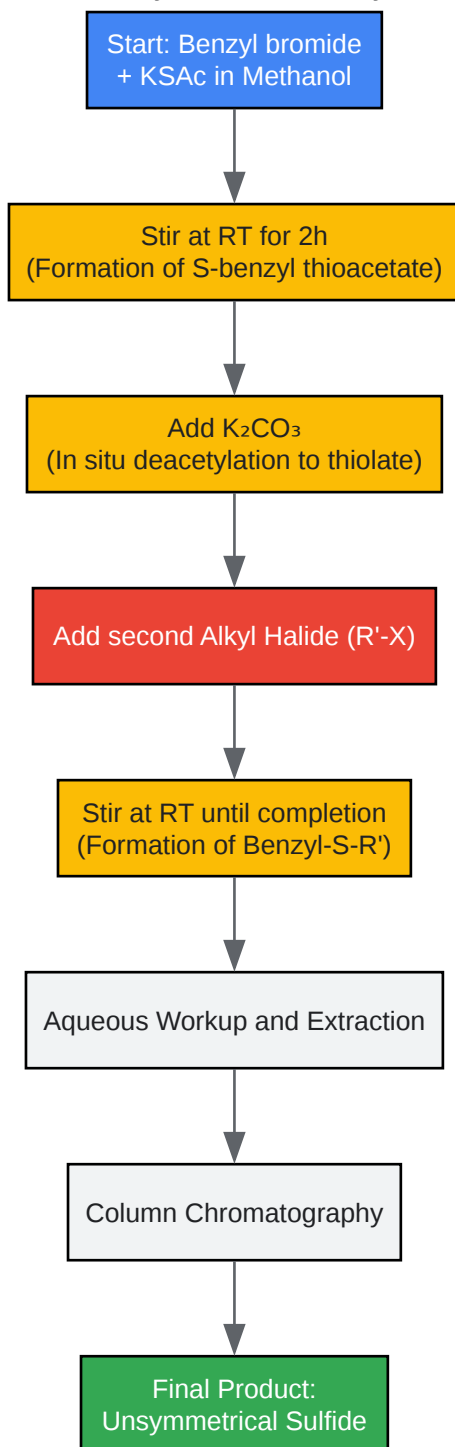 Start: Benzyl bromide
+ KSAc in Methanol
Stir at RT for 2h
(Formation of S-benzyl thioacetate)
Add K₂CO₃
(In situ deacetylation to thiolate)
Add second Alkyl Halide (R'-X)
Stir at RT until completion
(Formation of Benzyl-S-R')
Aqueous Workup and Extraction
Column Chromatography
Final Product:
Unsymmetrical Sulfide